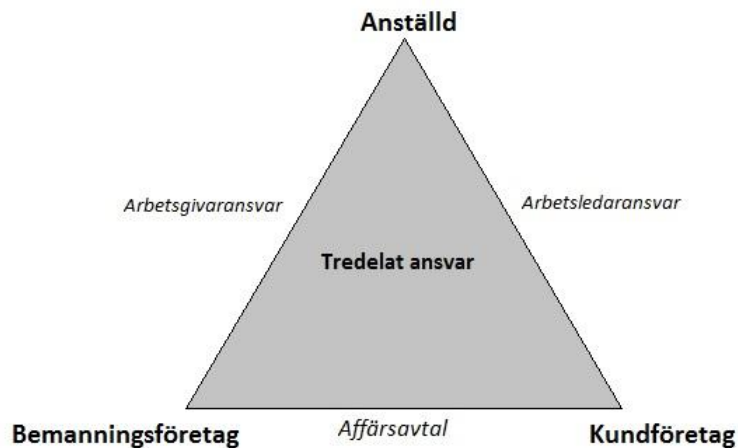 Anställd
Arbetsgivaransvar
Arbetsledaransvar
Tredelat ansvar
Bemanningsföretag
Affärsavtal
Kundföretag